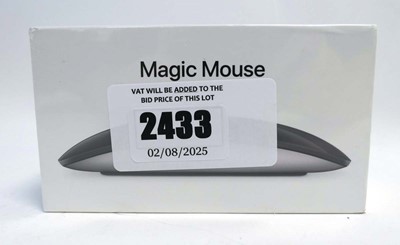 Magic Mouse
VAT WILL BE ADDED TO THE
BID PRICE OF THIS LOT
2433
02/08/2025